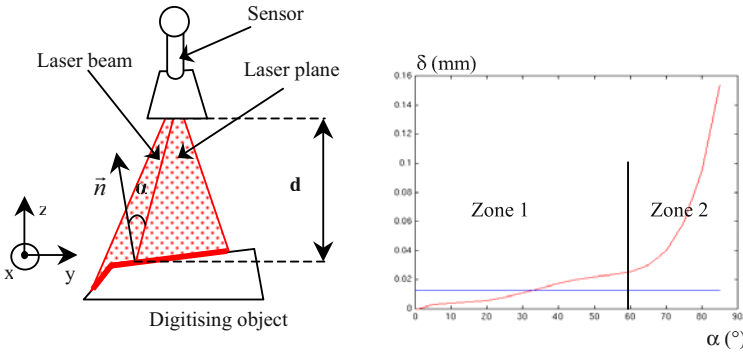 Sensor
Laser beam
Laser plane
n
α
d
z
x
y
Digitising object
δ (mm)
0.16
0.14
0.12
0.1
0.08
0.06
0.04
0.02
0
Zone 1
Zone 2
0 10 20 30 40 50 60 70 80 90
α (°)